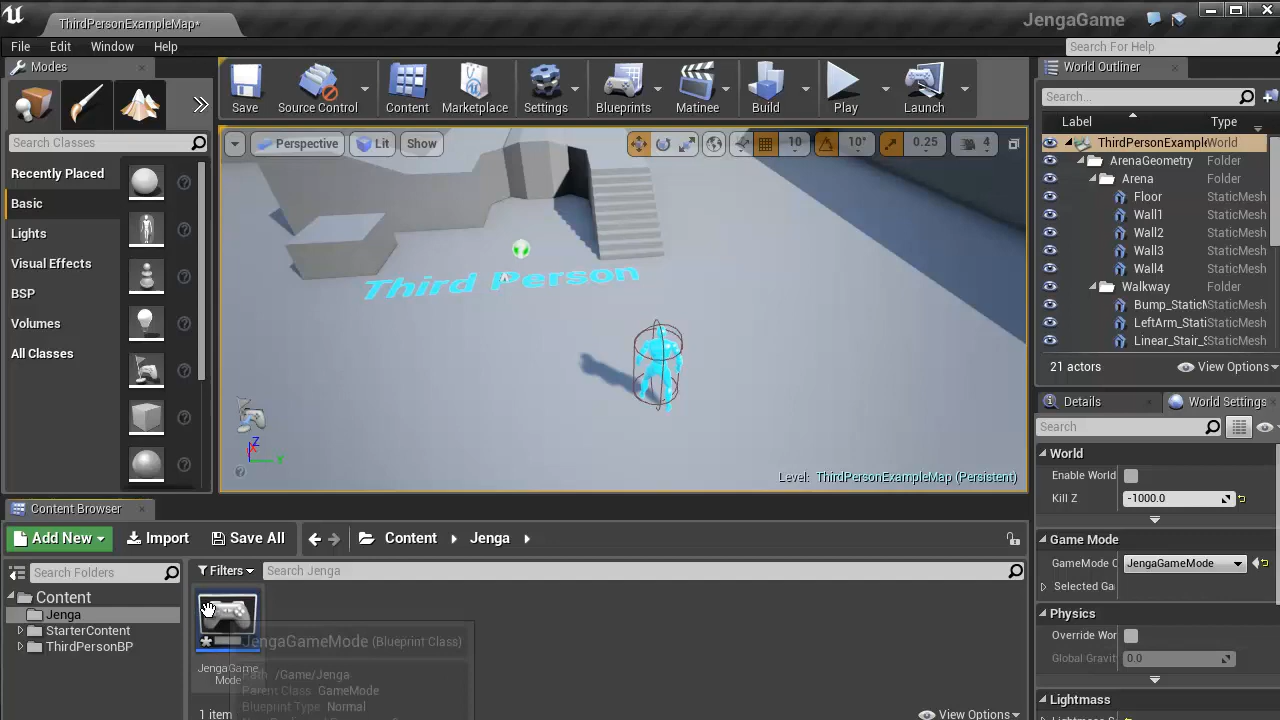 ThirdPersonExampleMap*
JengaGame
File Edit Window Help
Search For Help
Modes
Search Classes
Recently Placed
Basic
Lights
Visual Effects
BSP
Volumes
All Classes
Save Source Control Content Marketplace Settings Blueprints Matinee Build Play Launch
Perspective Lit Show 10 10° 0.25 4
Third Person
Z
X
Y
Level: ThirdPersonExampleMap (Persistent)
World Outliner
Search...
Label Type
ThirdPersonExample World
ArenaGeometry Folder
Arena Folder
Floor StaticMesh
Wall1 StaticMesh
Wall2 StaticMesh
Wall3 StaticMesh
Wall4 StaticMesh
Walkway Folder
Bump_StaticM StaticMesh
LeftArm_Stati StaticMesh
Linear_Stair_S StaticMesh
21 actors View Options
Details World Settings
Search
World
Enable World
Kill Z -1000.0
Game Mode
GameMode O JengaGameMode
Selected Ga
Physics
Override Wor
Global Gravit 0.0
Lightmass
Content Browser
Add New Import Save All Content Jenga
Search Folders
Content
Jenga
StarterContent
ThirdPersonBP
Filters Search Jenga
JengaGame
Mode
JengaGameMode (Blueprint Class)
Path /Game/Jenga
Parent Class GameMode
Blueprint Type Normal
1 item View Options